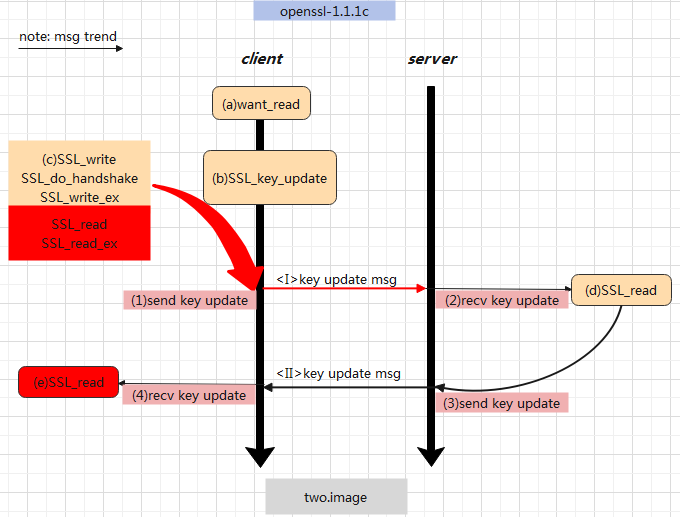 openssl-1.1.1c
note: msg trend
client
server
(a)want_read
(c)SSL_write
SSL_do_handshake
SSL_write_ex
SSL_read
SSL_read_ex
(b)SSL_key_update
<I>key update msg
(1)send key update
(2)recv key update
(d)SSL_read
<II>key update msg
(e)SSL_read
(4)recv key update
(3)send key update
two.image